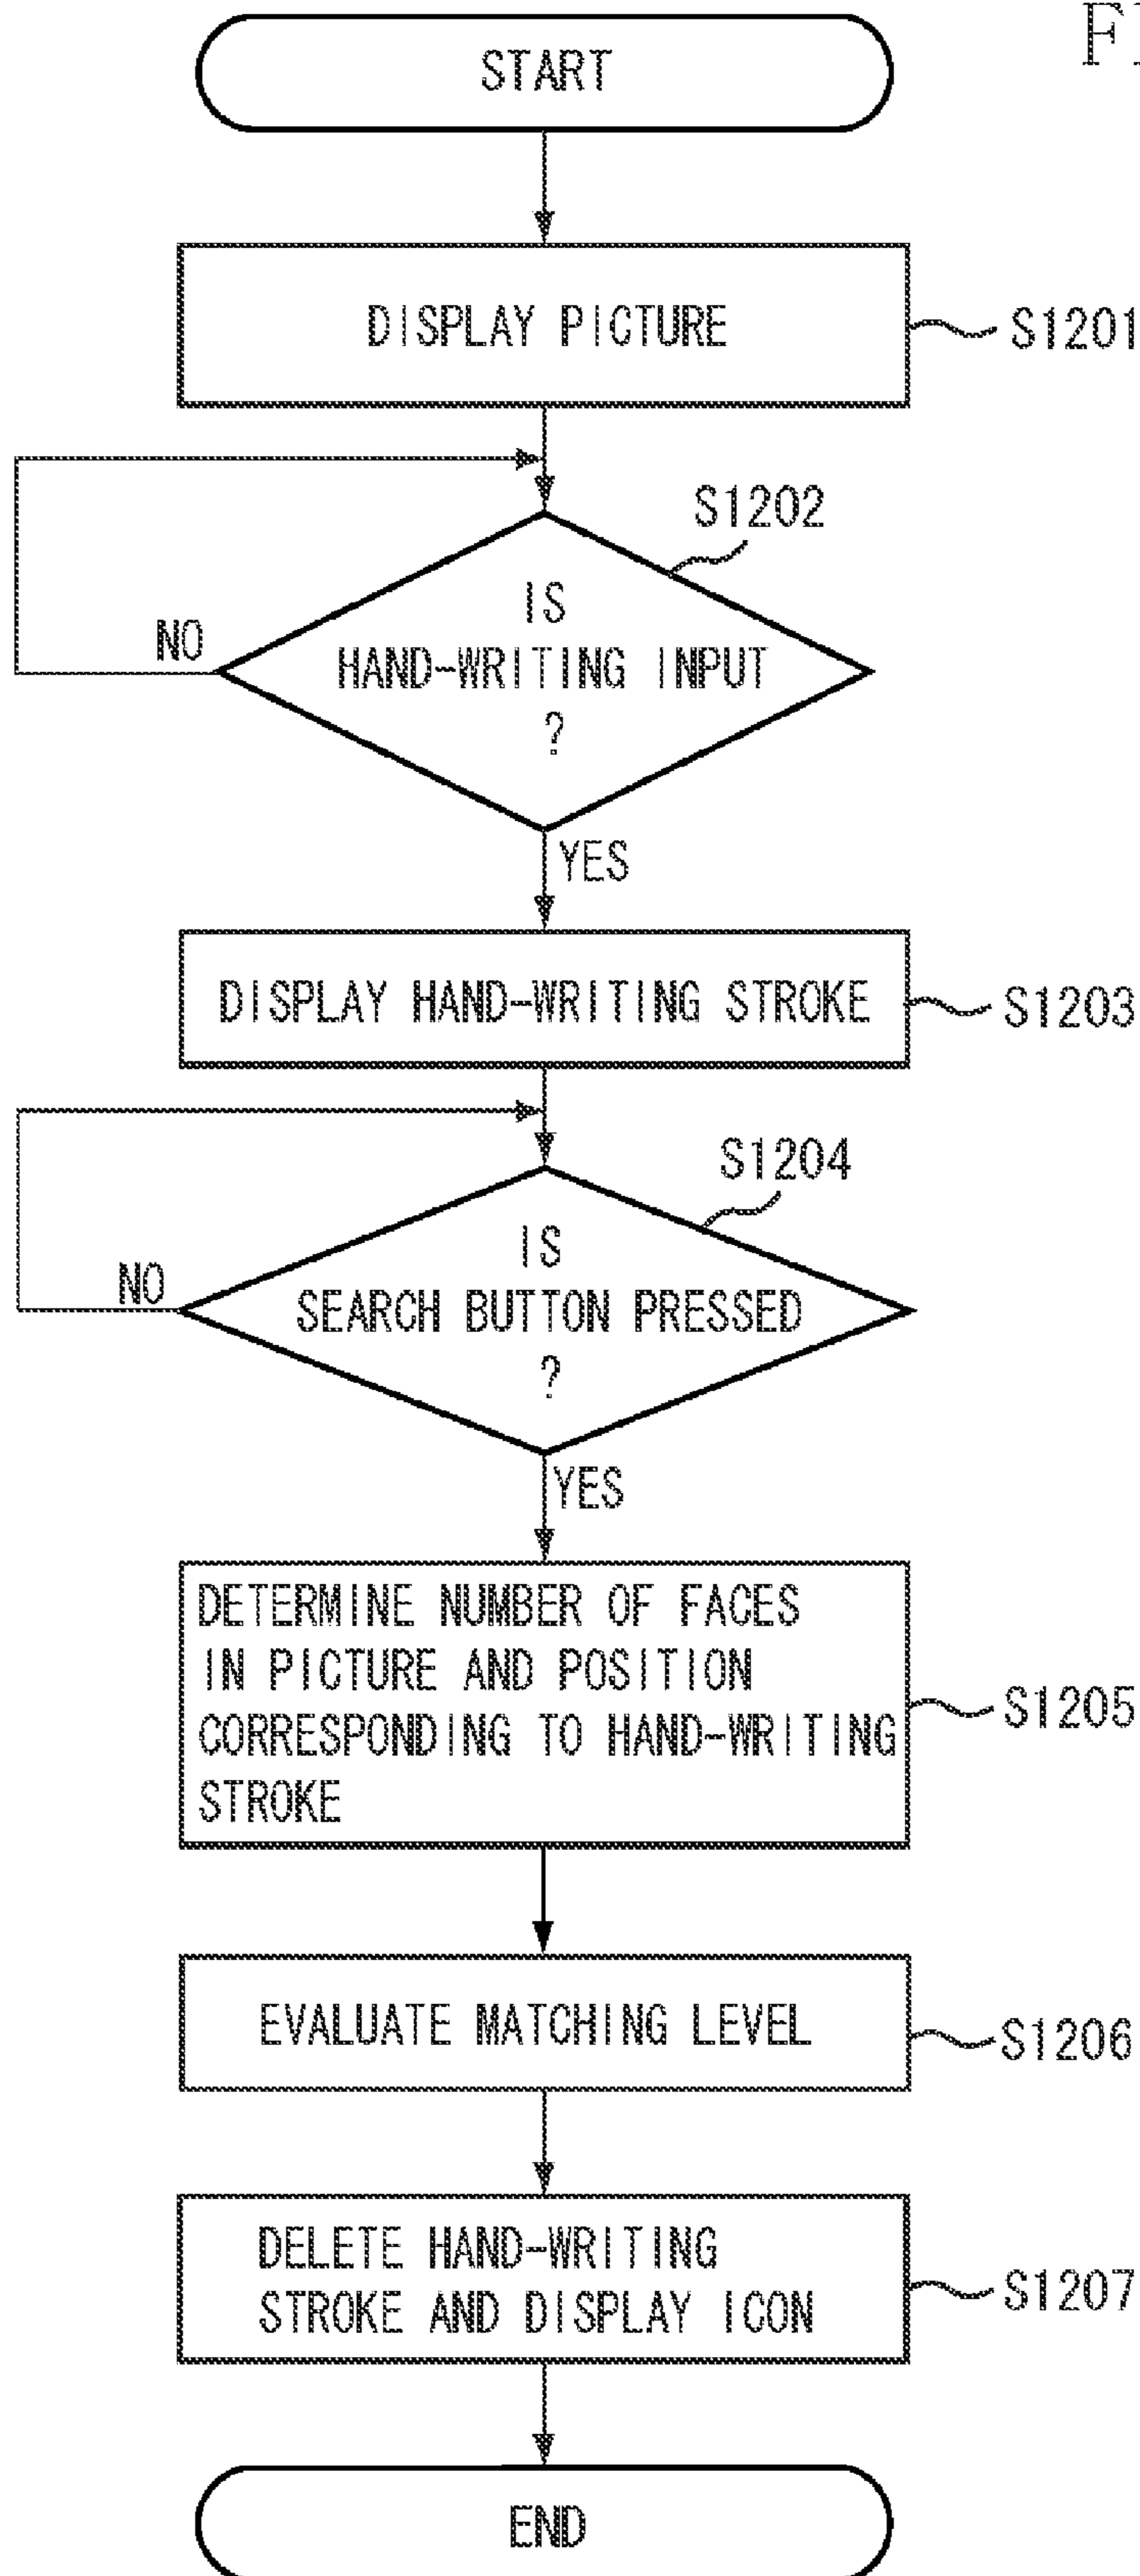 START
DISPLAY PICTURE
S1201
S1202
IS
HAND-WRITING INPUT
?
NO
YES
DISPLAY HAND-WRITING STROKE
S1203
S1204
IS
SEARCH BUTTON PRESSED
?
NO
YES
DETERMINE NUMBER OF FACES
IN PICTURE AND POSITION
CORRESPONDING TO HAND-WRITING
STROKE
S1205
EVALUATE MATCHING LEVEL
S1206
DELETE HAND-WRITING
STROKE AND DISPLAY ICON
S1207
END